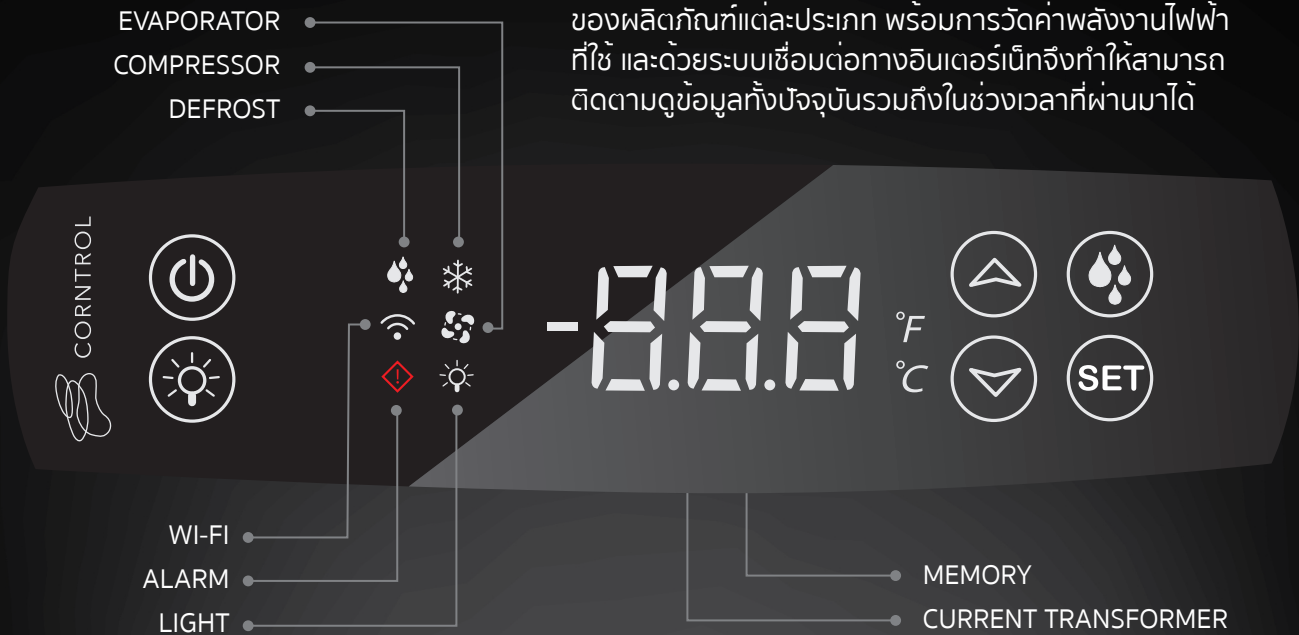 EVAPORATOR
COMPRESSOR
DEFROST
ของผลิตภัณฑ์แต่ละประเภท พร้อมการวัดค่าพลังงานไฟฟ้า
ที่ใช้ และด้วยระบบเชื่อมต่อทางอินเตอร์เน็ทจึงทำให้สามารถ
ติดตามดูข้อมูลทั้งปัจจุบันรวมถึงในช่วงเวลาที่ผ่านมาได้
CORNTROL
-8.8.8
°F
°C
SET
WI-FI
ALARM
LIGHT
MEMORY
CURRENT TRANSFORMER